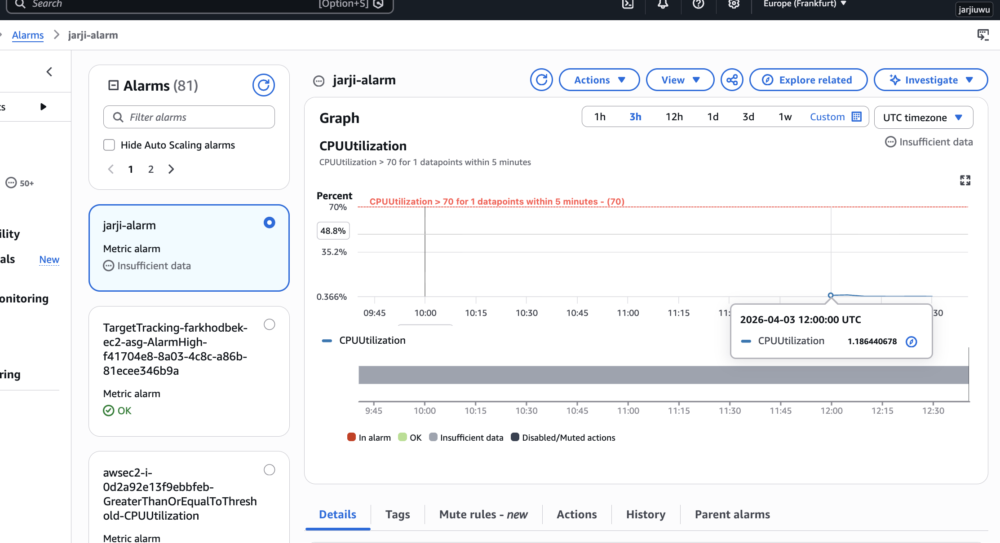 Search [Option+S]
Europe (Frankfurt)
jarjiuwu
Alarms
jarji-alarm
ts
50+
ility
als New
onitoring
ring
Alarms (81)
Filter alarms
Hide Auto Scaling alarms
1 2
jarji-alarm
Metric alarm
Insufficient data
TargetTracking-farkhodbek-
ec2-asg-AlarmHigh-
f41704e8-8a03-4c8c-a86b-
81ecee346b9a
Metric alarm
OK
awsec2-i-
0d2a92e13f9ebbfeb-
GreaterThanOrEqualToThresh
old-CPUUtilization
Metric alarm
jarji-alarm
Actions View Explore related Investigate
Graph
1h 3h 12h 1d 3d 1w Custom UTC timezone
CPUUtilization
Insufficient data
CPUUtilization > 70 for 1 datapoints within 5 minutes
Percent
CPUUtilization > 70 for 1 datapoints within 5 minutes - (70)
70%
48.8%
35.2%
0.366%
09:45 10:00 10:15 10:30 10:45 11:00 11:15 11: 30
2026-04-03 12:00:00 UTC
CPUUtilization 1.186440678
CPUUtilization
9:45 10:00 10:15 10:30 10:45 11:00 11:15 11:30 11:45 12:00 12:15 12:30
In alarm OK Insufficient data Disabled/Muted actions
Details Tags Mute rules - new Actions History Parent alarms